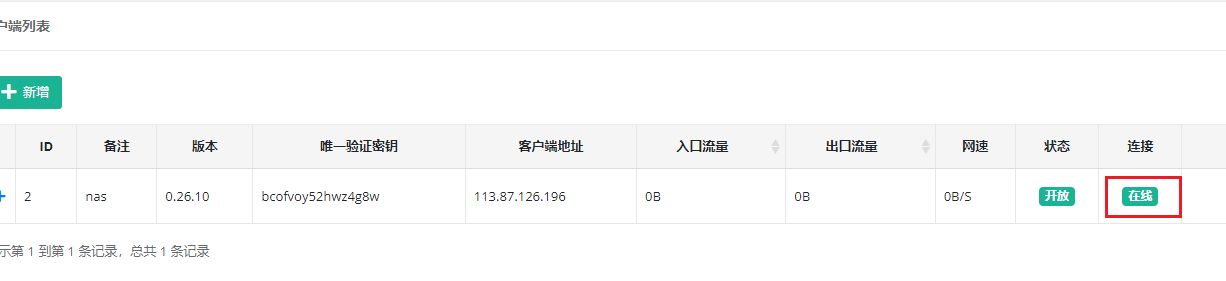 户端列表
新增
ID 备注 版本 唯一验证密钥 客户端地址 入口流量 出口流量 网速 状态 连接
2 nas 0.26.10 bcofvoy52hwz4g8w 113.87.126.196 0B 0B 0B/S 开放 在线
示第 1 到第 1 条记录，总共 1 条记录